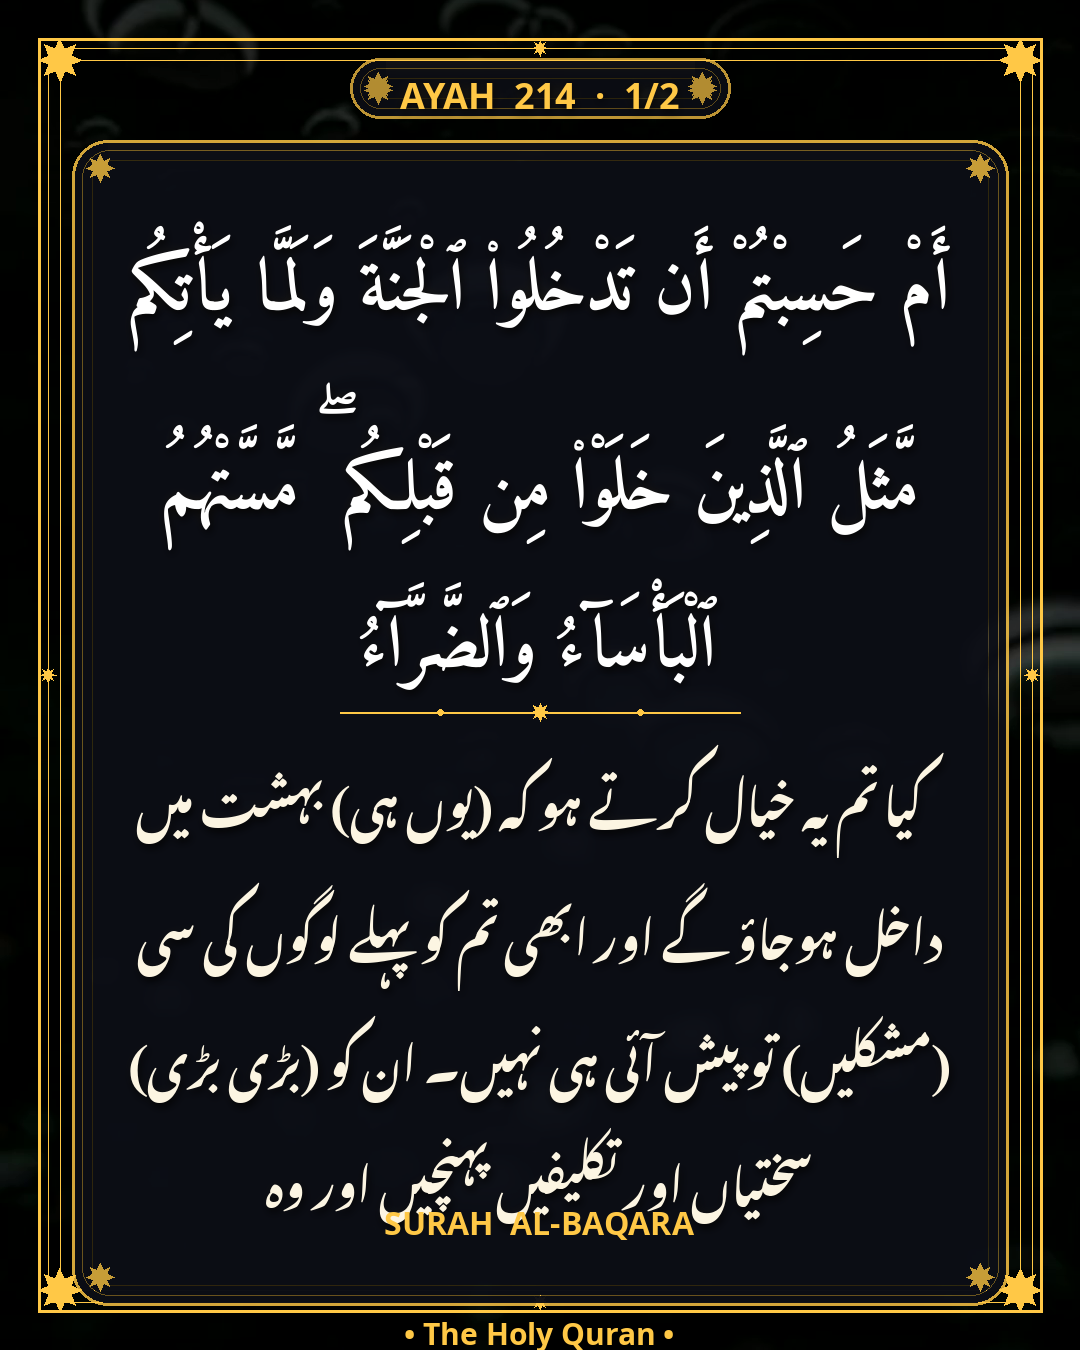 AYAH 214 · 1/2
أَمْ حَسِبْتُمْ أَن تَدْخُلُوا۟ ٱلْجَنَّةَ وَلَمَّا يَأْتِكُم
مَّثَلُ ٱلَّذِينَ خَلَوْا۟ مِن قَبْلِكُم ۖ مَّسَّتْهُمُ
ٱلْبَأْسَآءُ وَٱلضَّرَّآءُ
کیا تم یہ خیال کرتے ہو کہ (یوں ہی) بہشت میں
داخل ہوجاؤ گے اور ابھی تم کو پہلے لوگوں کی سی
(مشکلیں) تو پیش آئی ہی نہیں۔ ان کو (بڑی بڑی)
سختیاں اور تکلیفیں پہنچیں اور وہ
SURAH AL-BAQARA
• The Holy Quran •